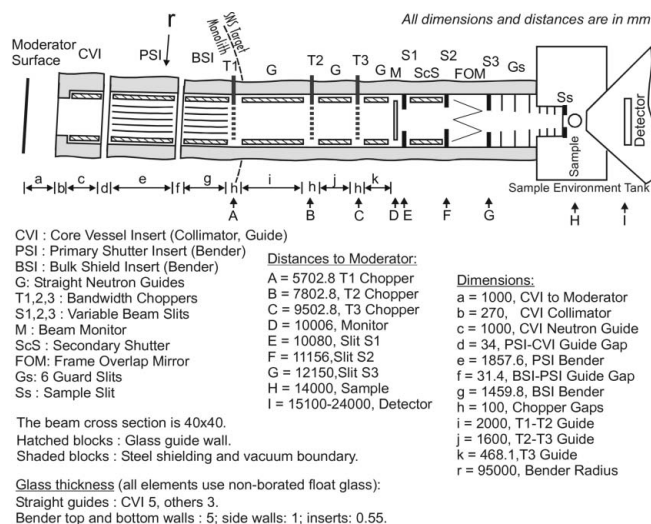 r
All dimensions and distances are in mm
SNS Target
Monolith
Moderator
Surface
CVI
PSI
BSI
T1
G
T2
G
T3
G
M
S1
ScS
S2
FOM
S3
Gs
Ss
Sample
Detector
Sample Environment Tank
a b c d e f g h i h j h k
A B C D E F G H I
CVI : Core Vessel Insert (Collimator, Guide)
PSI : Primary Shutter Insert (Bender)
BSI : Bulk Shield Insert (Bender)
G: Straight Neutron Guides
T1,2,3 : Bandwidth Choppers
S1,2,3 : Variable Beam Slits
M : Beam Monitor
ScS : Secondary Shutter
FOM: Frame Overlap Mirror
Gs: 6 Guard Slits
Ss : Sample Slit
The beam cross section is 40x40.
Hatched blocks : Glass guide wall.
Shaded blocks : Steel shielding and vacuum boundary.
Glass thickness (all elements use non-borated float glass):
Straight guides : CVI 5, others 3.
Bender top and bottom walls : 5; side walls: 1; inserts: 0.55.
Distances to Moderator:
A = 5702.8 T1 Chopper
B = 7802.8, T2 Chopper
C = 9502.8, T3 Chopper
D = 10006, Monitor
E = 10080, Slit S1
F = 11156,Slit S2
G = 12150,Slit S3
H = 14000, Sample
I = 15100-24000, Detector
Dimensions:
a = 1000, CVI to Moderator
b = 270, CVI Collimator
c = 1000, CVI Neutron Guide
d = 34, PSI-CVI Guide Gap
e = 1857.6, PSI Bender
f = 31.4, BSI-PSI Guide Gap
g = 1459.8, BSI Bender
h = 100, Chopper Gaps
i = 2000, T1-T2 Guide
j = 1600, T2-T3 Guide
k = 468.1,T3 Guide
r = 95000, Bender Radius